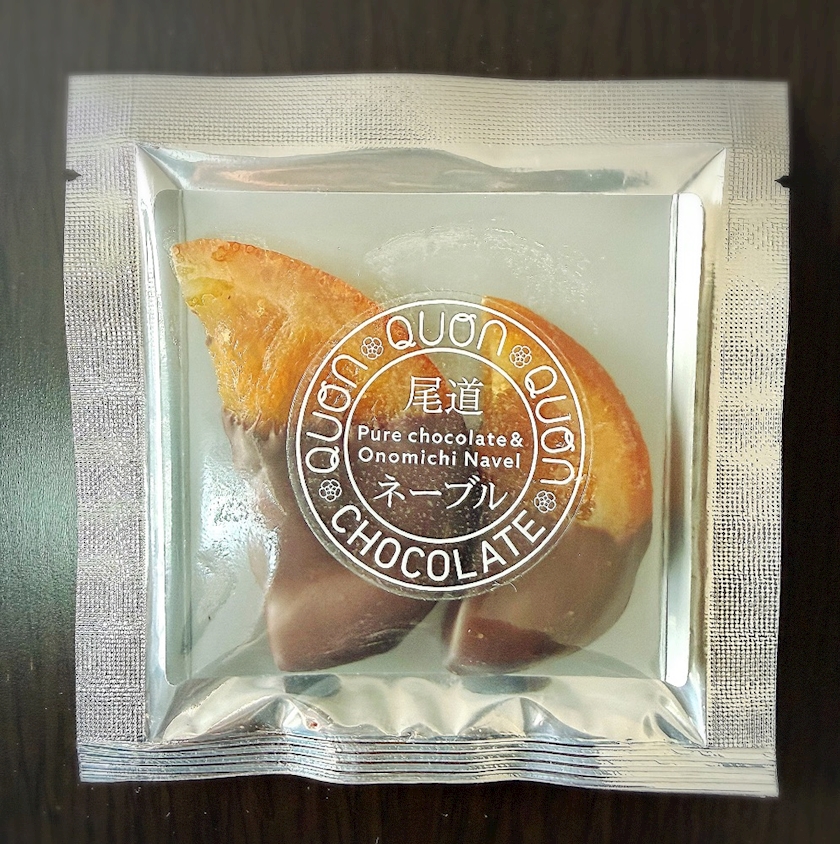 QUON QUON QUON
尾道
Pure chocolate&
Onomichi Navel
ネーブル
CHOCOLATE